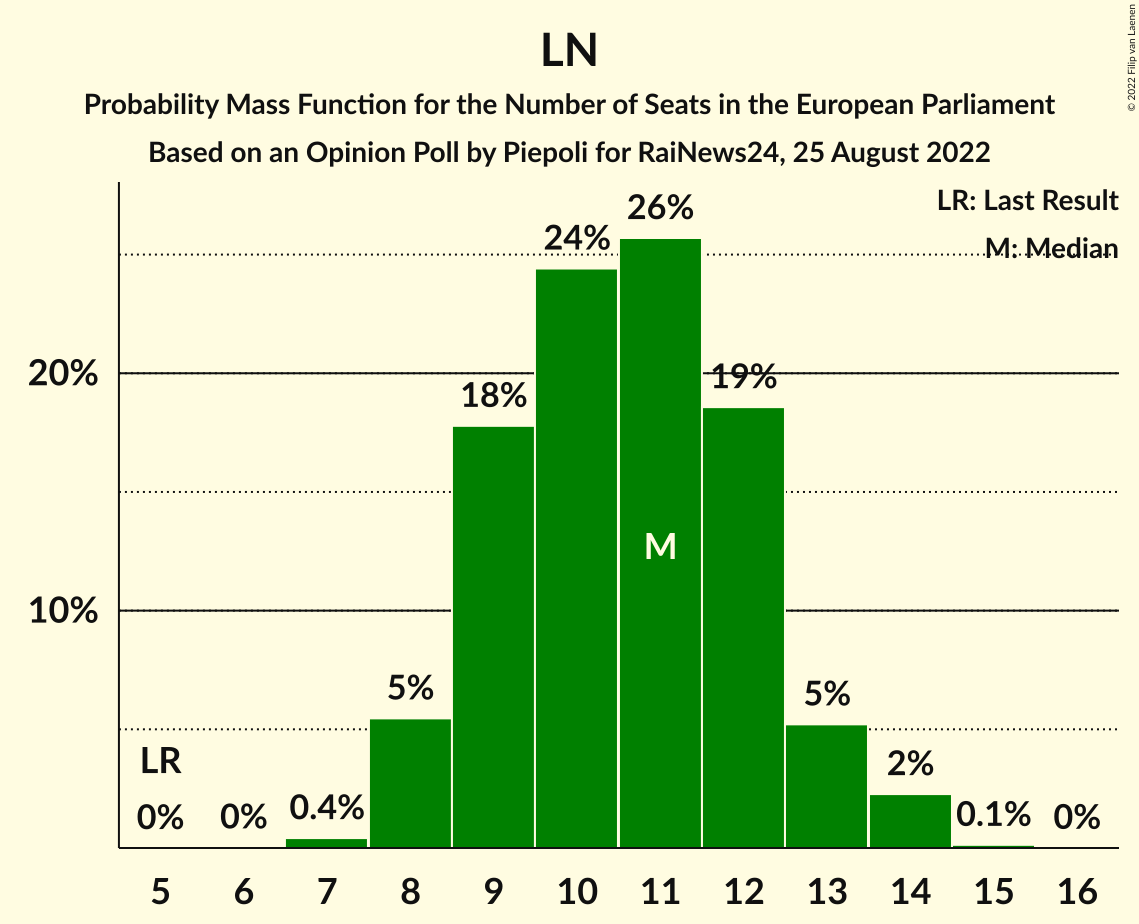 LN
Probability Mass Function for the Number of Seats in the European Parliament
Based on an Opinion Poll by Piepoli for RaiNews24, 25 August 2022
© 2022 Filip van Laenen
LR: Last Result
M: Median
20%
10%
LR
0%
0%
0.4%
5%
18%
24%
26%
19%
5%
2%
0.1%
0%
M
5 6 7 8 9 10 11 12 13 14 15 16